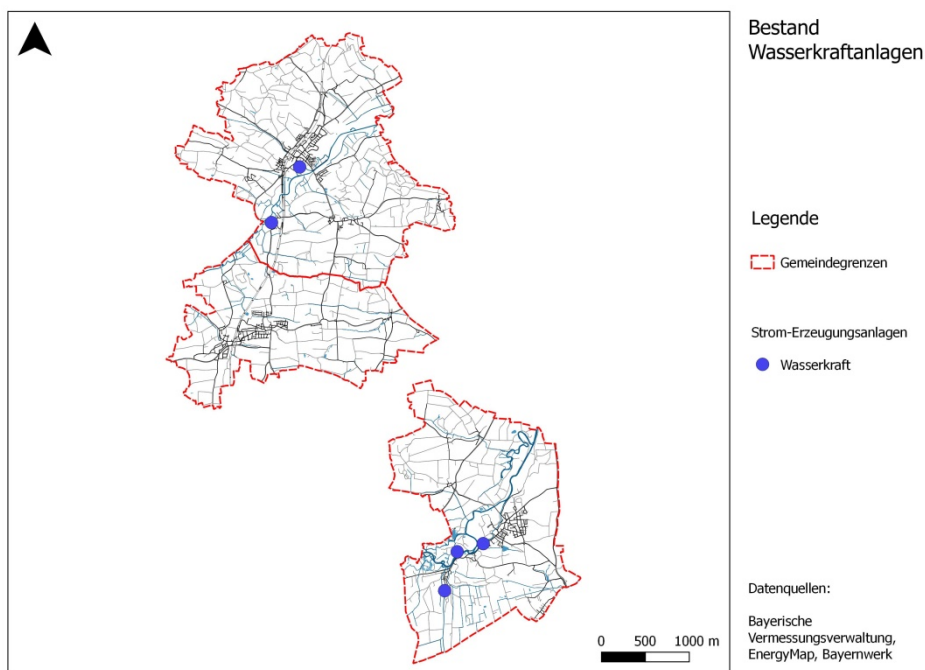 Bestand
Wasserkraftanlagen
Legende
Gemeindegrenzen
Strom-Erzeugungsanlagen
Wasserkraft
Datenquellen:
Bayerische
Vermessungsverwaltung,
EnergyMap, Bayernwerk
0 500 1000 m